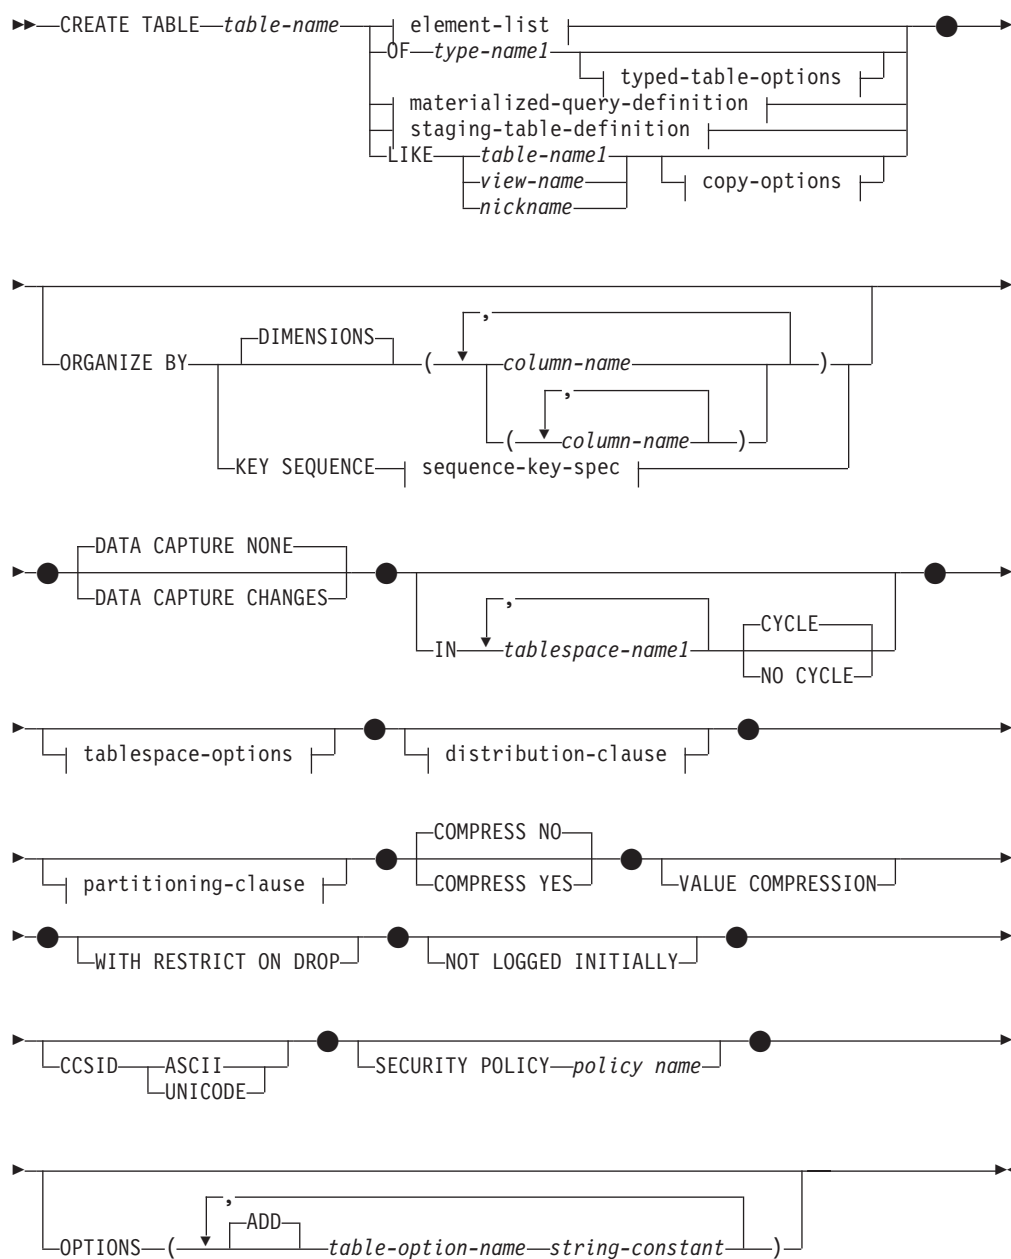 CREATE TABLE table-name element-list
OF type-name1
typed-table-options
materialized-query-definition
staging-table-definition
LIKE table-name1
view-name copy-options
nickname
,
DIMENSIONS
ORGANIZE BY ( column-name )
,
( column-name )
KEY SEQUENCE sequence-key-spec
DATA CAPTURE NONE
DATA CAPTURE CHANGES
,
CYCLE
IN tablespace-name1
NO CYCLE
tablespace-options distribution-clause
COMPRESS NO
partitioning-clause COMPRESS YES VALUE COMPRESSION
WITH RESTRICT ON DROP NOT LOGGED INITIALLY
CCSID ASCII SECURITY POLICY policy name
UNICODE
,
ADD
OPTIONS ( table-option-name string-constant )